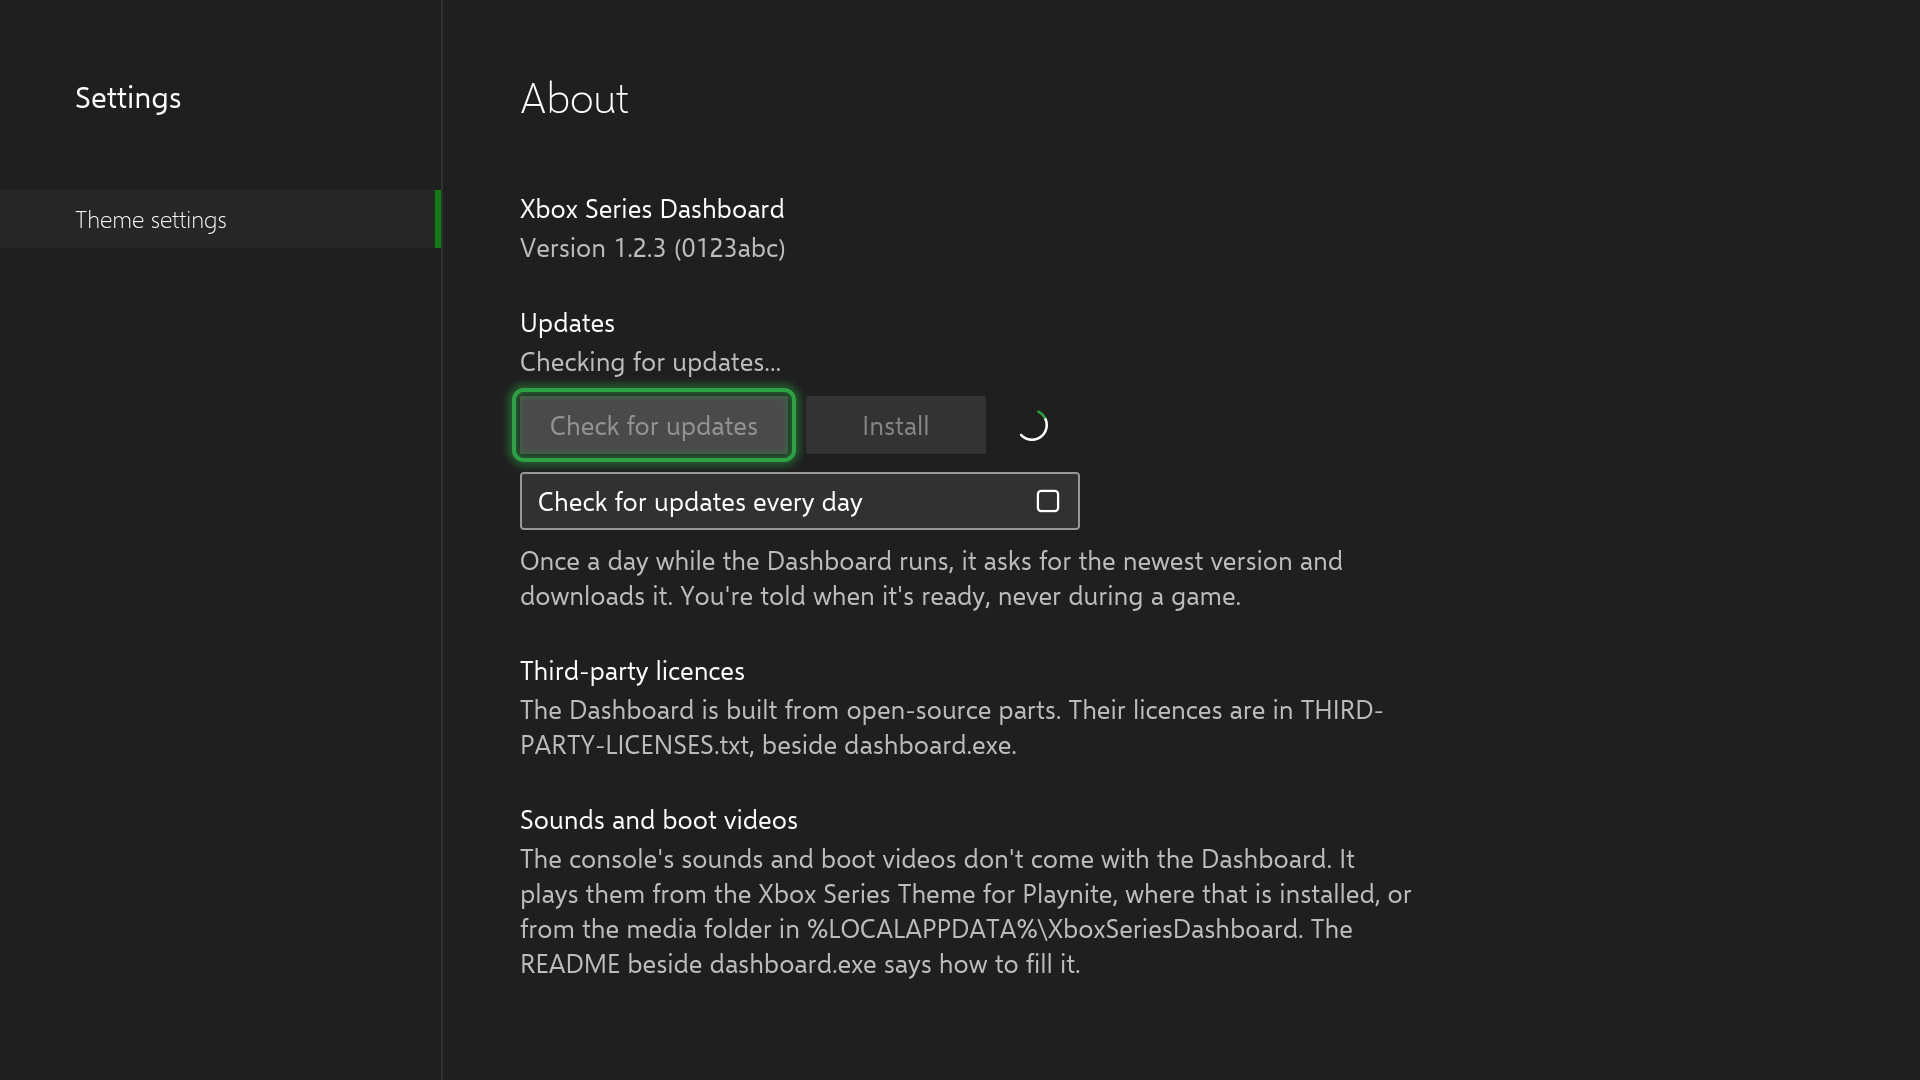 Settings
Theme settings
About
Xbox Series Dashboard
Version 1.2.3 (0123abc)
Updates
Checking for updates...
Check for updates
Install
Check for updates every day
Once a day while the Dashboard runs, it asks for the newest version and
downloads it. You're told when it's ready, never during a game.
Third-party licences
The Dashboard is built from open-source parts. Their licences are in THIRD-
PARTY-LICENSES.txt, beside dashboard.exe.
Sounds and boot videos
The console's sounds and boot videos don't come with the Dashboard. It
plays them from the Xbox Series Theme for Playnite, where that is installed, or
from the media folder in %LOCALAPPDATA%\XboxSeriesDashboard. The
README beside dashboard.exe says how to fill it.